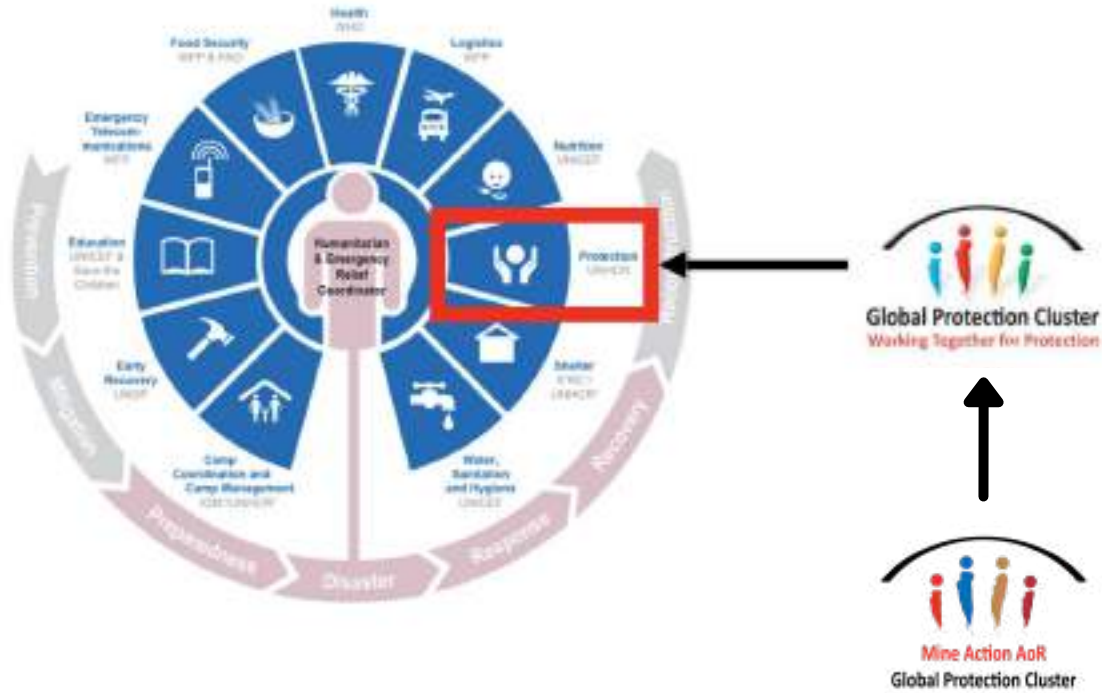 Health
WHO
Food Security
WFP & FAO
Logistics
WFP
Emergency
Telecom-
munications
WFP
Nutrition
UNICEF
Prevention
Education
UNICEF &
Save the
Children
Humanitarian
& Emergency
Relief
Coordinator
Protection
UNHCR
Global Protection Cluster
Working Together for Protection
Early
Recovery
UNDP
Shelter
IFRC /
UNHCR
Mitigation
Recovery
Camp
Coordination and
Camp Management
IOM/UNHCR
Water,
Sanitary
and Hygiene
UNICEF
Preparedness
Disaster
Response
Mine Action AoR
Global Protection Cluster